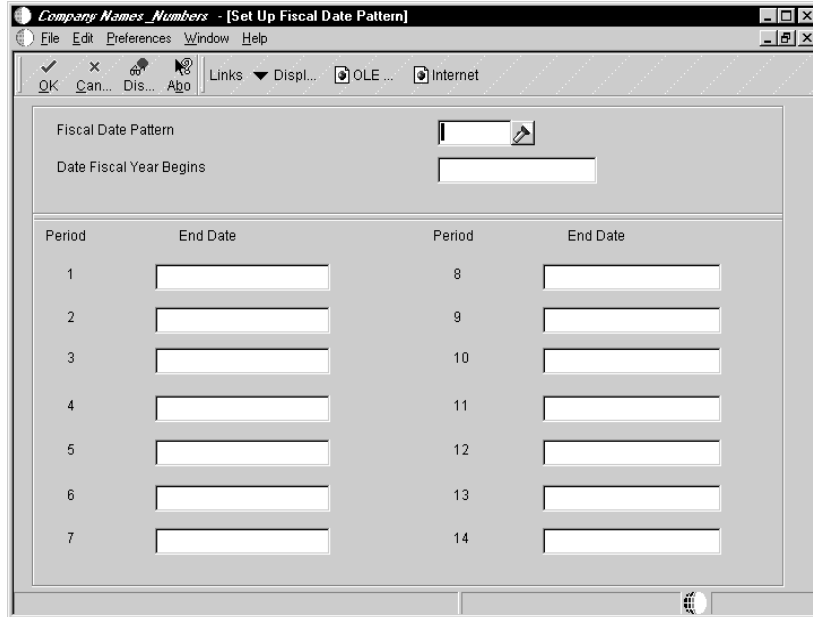 Company Names_Numbers - [Set Up Fiscal Date Pattern]
File Edit Preferences Window Help
OK Can... Dis... Abo Links Displ... OLE ... Internet
Fiscal Date Pattern
Date Fiscal Year Begins
Period End Date Period End Date
1 8
2 9
3 10
4 11
5 12
6 13
7 14